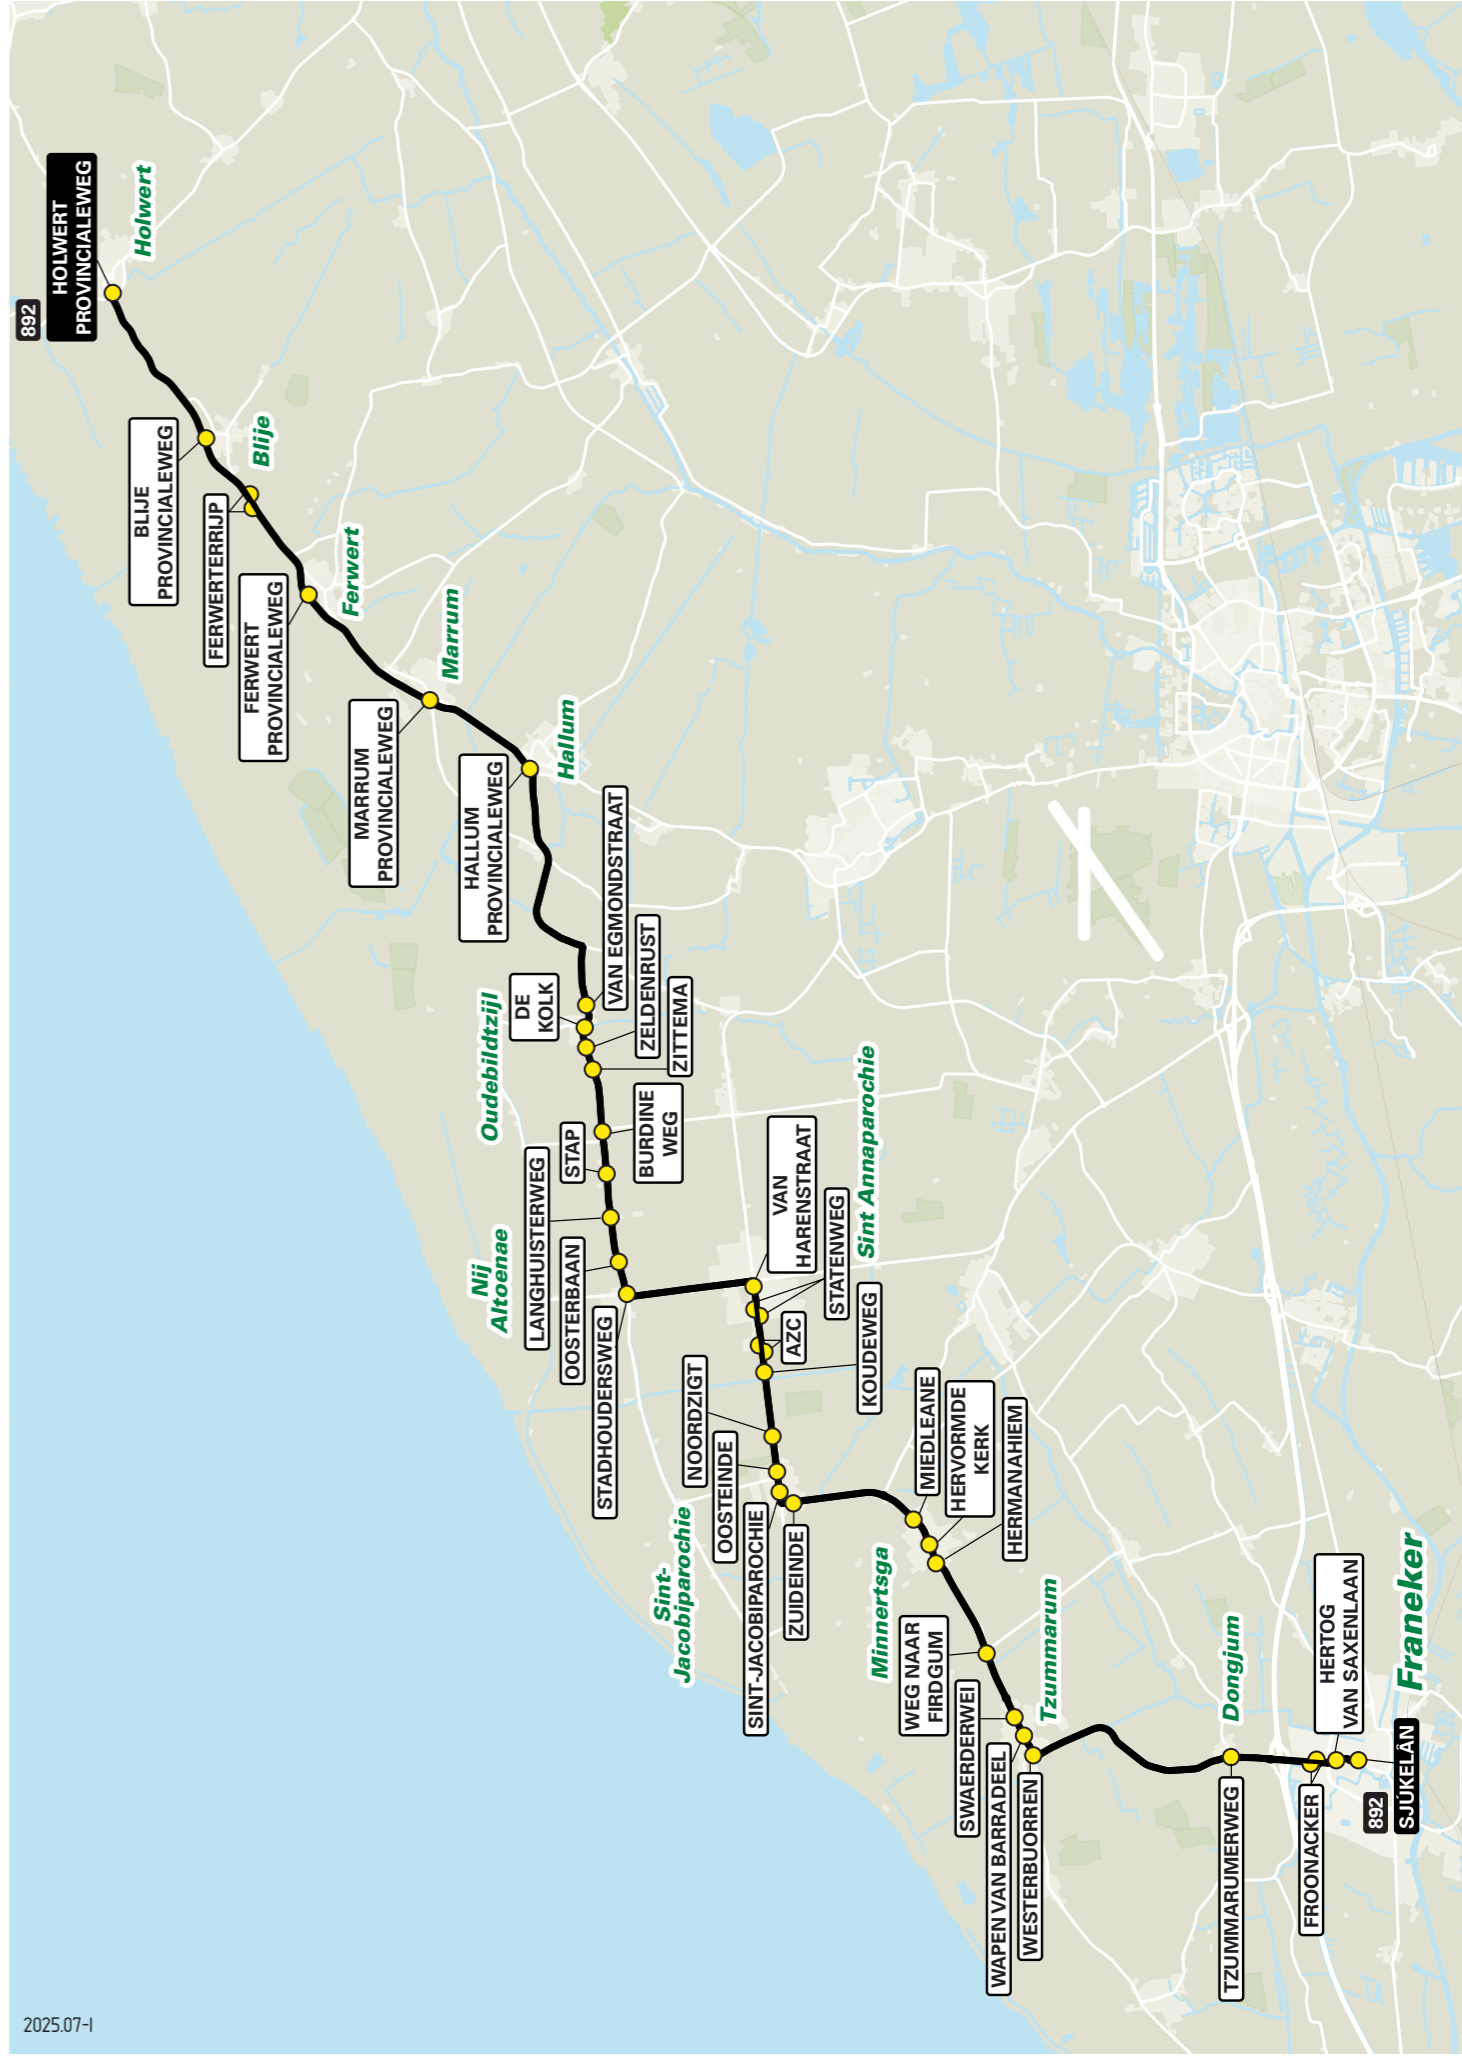 892
HOLWERT
PROVINCIALEWEG
Holwert
BLIJE
PROVINCIALEWEG
Blije
FERWERTERRIJP
FERWERT
PROVINCIALEWEG
Ferwert
MARRUM
PROVINCIALEWEG
Marrum
HALLUM
PROVINCIALEWEG
Hallum
VAN EGMONDSTRAAT
DE
KOLK
ZELDENRUST
ZITTEMA
Oudebildtzijl
BURDINE
WEG
STAP
LANGHUISTERWEG
OOSTERBAAN
Nij
Altoenae
STADHOUDERSWEG
VAN
HARENSTRAAT
STATENWEG
Sint Annaparochie
AZC
KOUDEWEG
NOORDZIGT
OOSTEINDE
SINT-JACOBIPAROCHIE
Sint-
Jacobiparochie
ZUIDEINDE
MIEDLEANE
HERVORMDE
KERK
HERMANAHIEM
Minnertsga
WEG NAAR
FIRDGUM
SWAERDERWEI
WAPEN VAN BARRADEEL
WESTERBUORREN
Tzummarum
Dongjum
TZUMMARUMERWEG
FROONACKER
HERTOG
VAN SAXENLAAN
Franeker
892
SJÚKELÂN
2025.07-I